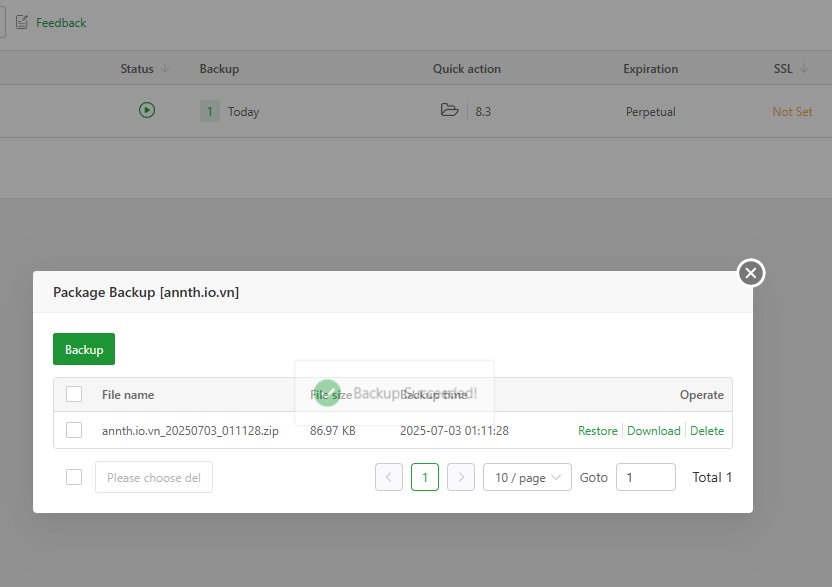 Feedback
Status Backup Quick action Expiration SSL
1 Today 8.3 Perpetual Not Set
Package Backup [annth.io.vn]
Backup
File name File size Backup time Operate
Backup Succeeded!
annth.io.vn_20250703_011128.zip 86.97 KB 2025-07-03 01:11:28 Restore Download Delete
Please choose del 1 10 / page Goto 1 Total 1